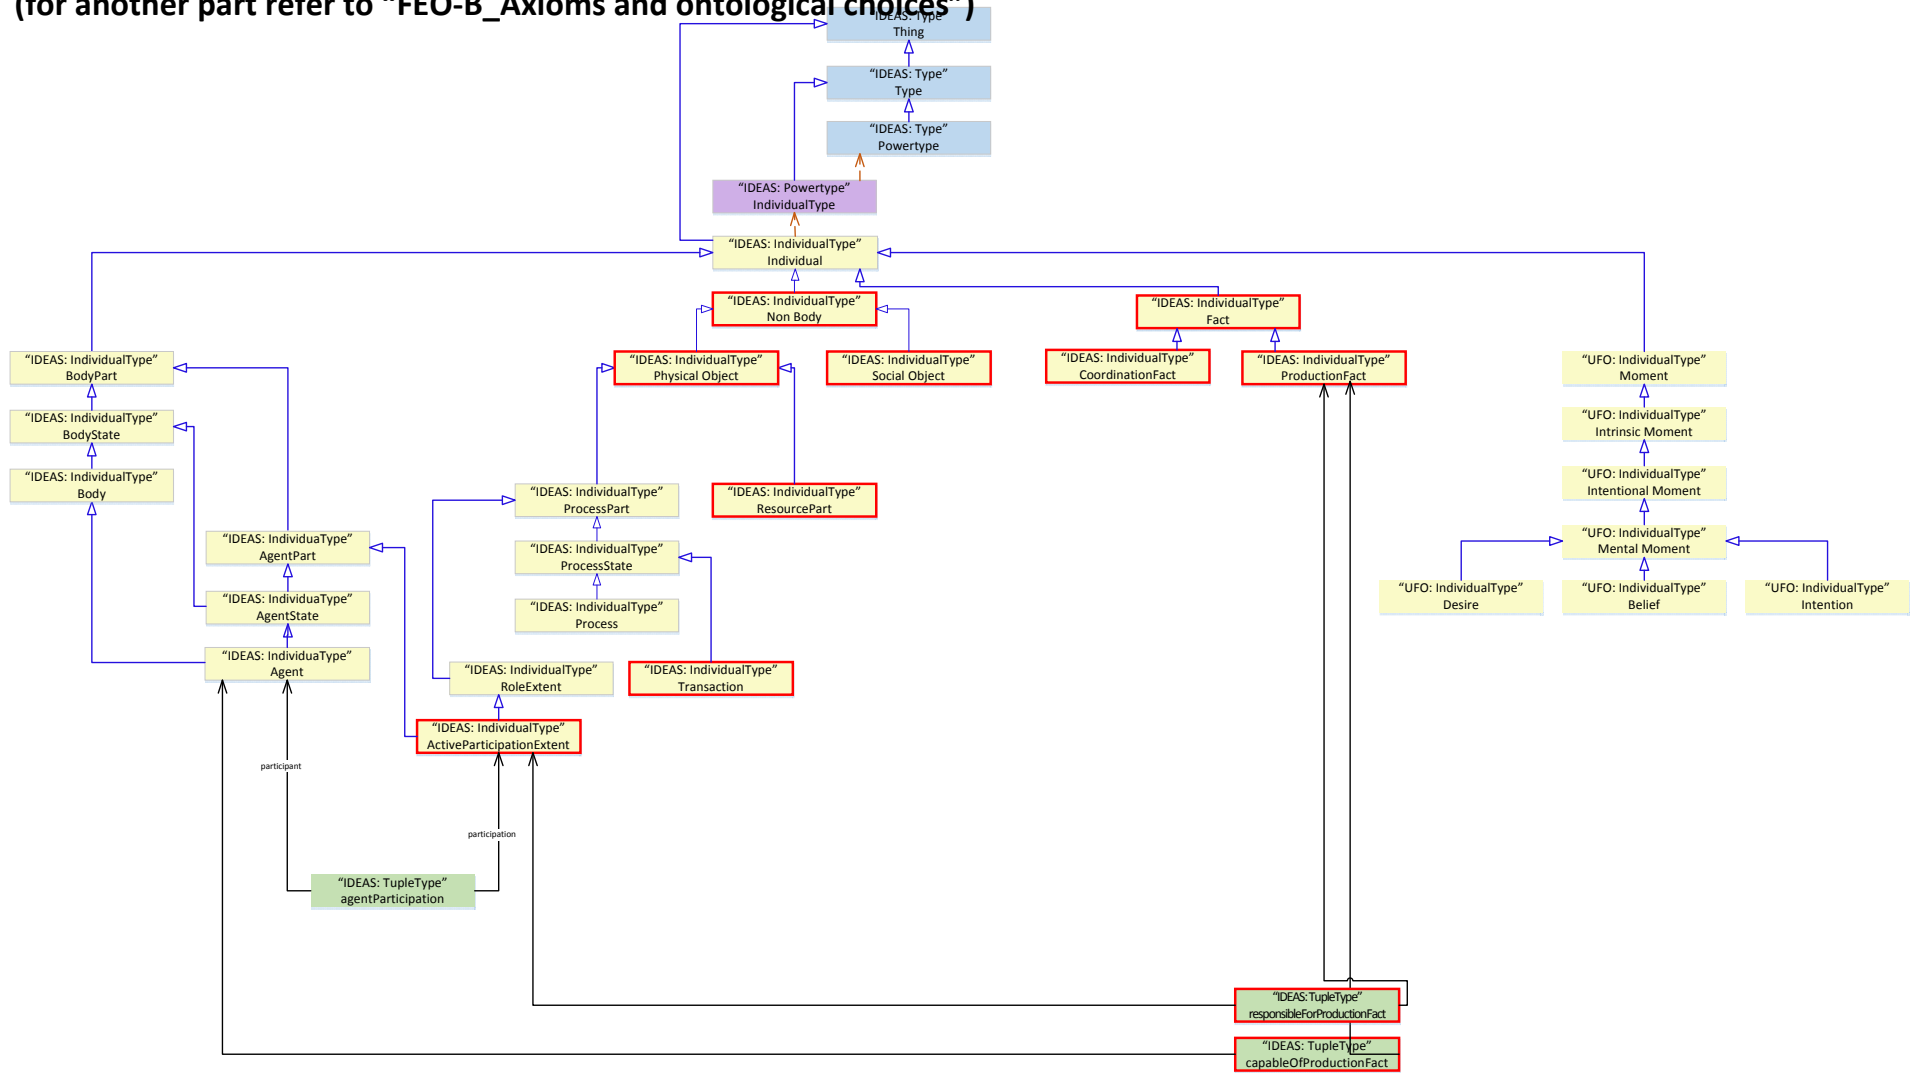 (for another part refer to "FEO-B_Axioms and ontological choices")
“IDEAS: Type”
Thing
“IDEAS: Type”
Type
“IDEAS: Type”
Powertype
“IDEAS: Powertype”
IndividualType
“IDEAS: IndividualType”
Individual
“IDEAS: IndividualType”
Non Body
“IDEAS: IndividualType”
Fact
“IDEAS: IndividualType”
BodyPart
“IDEAS: IndividualType”
Physical Object
“IDEAS: IndividualType”
Social Object
“IDEAS: IndividualType”
CoordinationFact
“IDEAS: IndividualType”
ProductionFact
“UFO: IndividualType”
Moment
“IDEAS: IndividualType”
BodyState
“UFO: IndividualType”
Intrinsic Moment
“IDEAS: IndividualType”
Body
“IDEAS: IndividualType”
ProcessPart
“IDEAS: IndividualType”
ResourcePart
“UFO: IndividualType”
Intentional Moment
“IDEAS: IndividuaType”
AgentPart
“IDEAS: IndividualType”
ProcessState
“UFO: IndividualType”
Mental Moment
“IDEAS: IndividuaType”
AgentState
“IDEAS: IndividualType”
Process
“UFO: IndividualType”
Desire
“UFO: IndividualType”
Belief
“UFO: IndividualType”
Intention
“IDEAS: IndividuaType”
Agent
“IDEAS: IndividualType”
RoleExtent
“IDEAS: IndividualType”
Transaction
“IDEAS: IndividualType”
ActiveParticipationExtent
participant
participation
“IDEAS: TupleType”
agentParticipation
“IDEAS: TupleType”
responsibleForProductionFact
“IDEAS: TupleType”
capableOfProductionFact